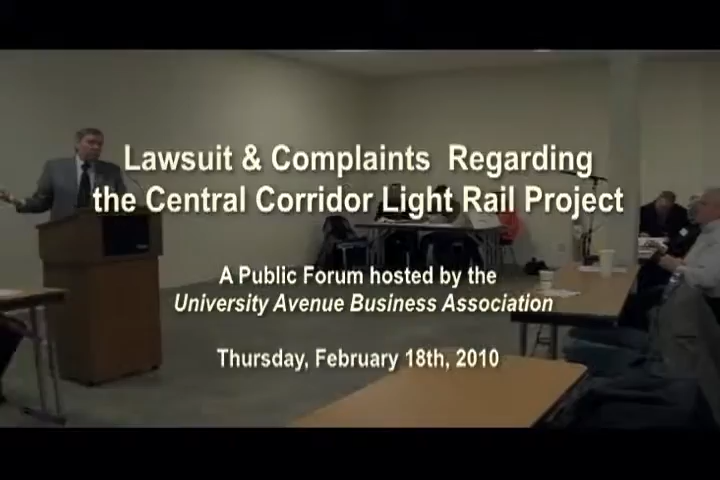 Lawsuit & Complaints Regarding
the Central Corridor Light Rail Project
A Public Forum hosted by the
University Avenue Business Association
Thursday, February 18th, 2010